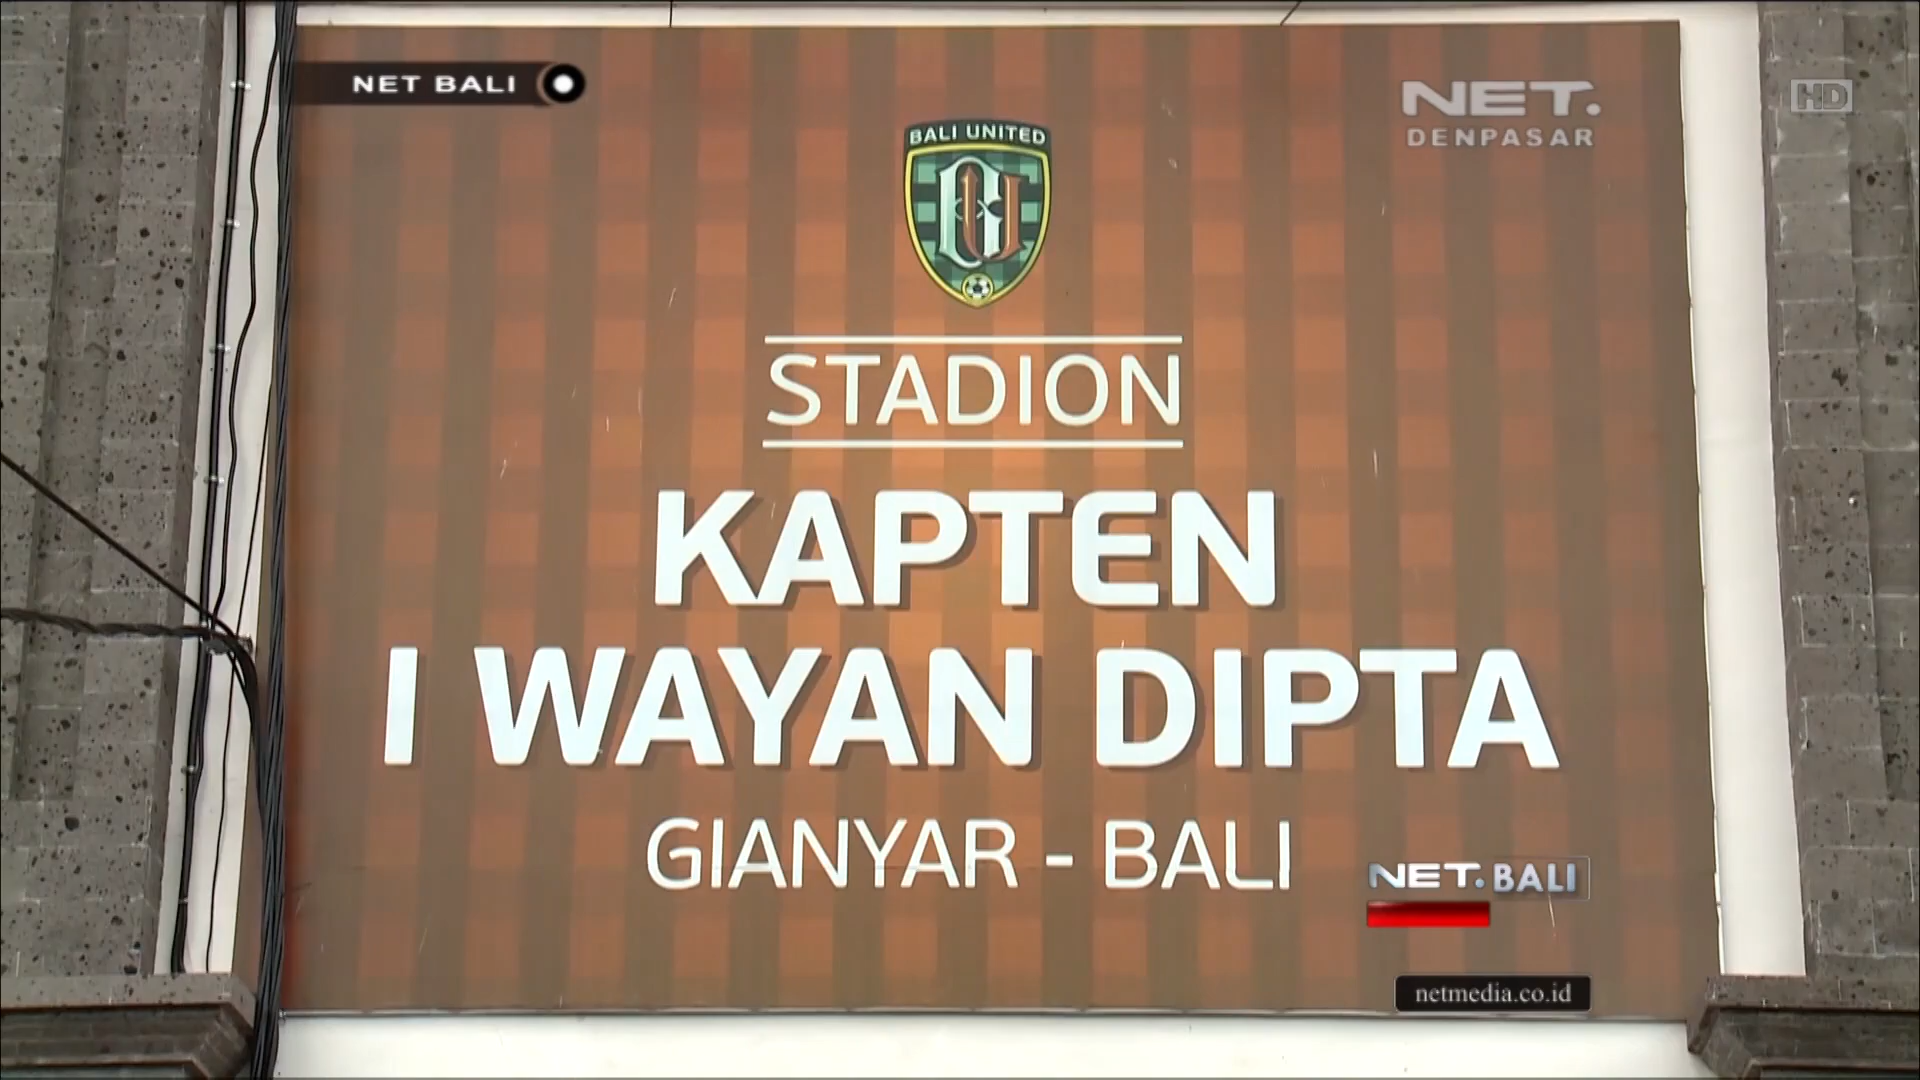 NET BALI
NET.
DENPASAR
HD
BALI UNITED
STADION
KAPTEN
I WAYAN DIPTA
GIANYAR - BALI
NET. BALI
netmedia.co.id